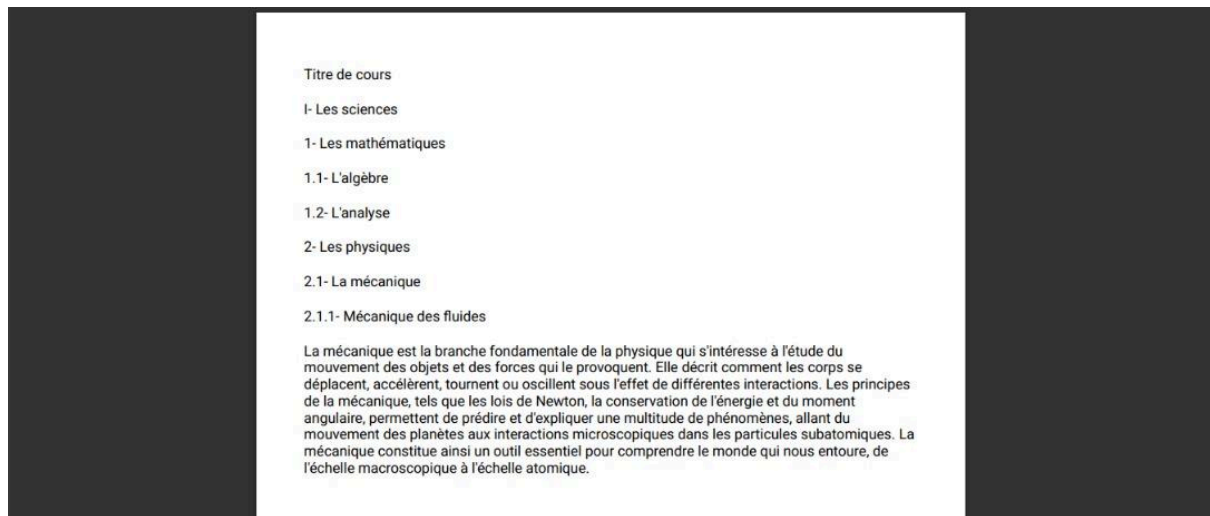 Titre de cours
I- Les sciences
1- Les mathématiques
1.1- L'algèbre
1.2- L'analyse
2- Les physiques
2.1- La mécanique
2.1.1- Mécanique des fluides
La mécanique est la branche fondamentale de la physique qui s'intéresse à l'étude du
mouvement des objets et des forces qui le provoquent. Elle décrit comment les corps se
déplacent, accélèrent, tournent ou oscillent sous l'effet de différentes interactions. Les principes
de la mécanique, tels que les lois de Newton, la conservation de l'énergie et du moment
angulaire, permettent de prédire et d'expliquer une multitude de phénomènes, allant du
mouvement des planètes aux interactions microscopiques dans les particules subatomiques. La
mécanique constitue ainsi un outil essentiel pour comprendre le monde qui nous entoure, de
l'échelle macroscopique à l'échelle atomique.